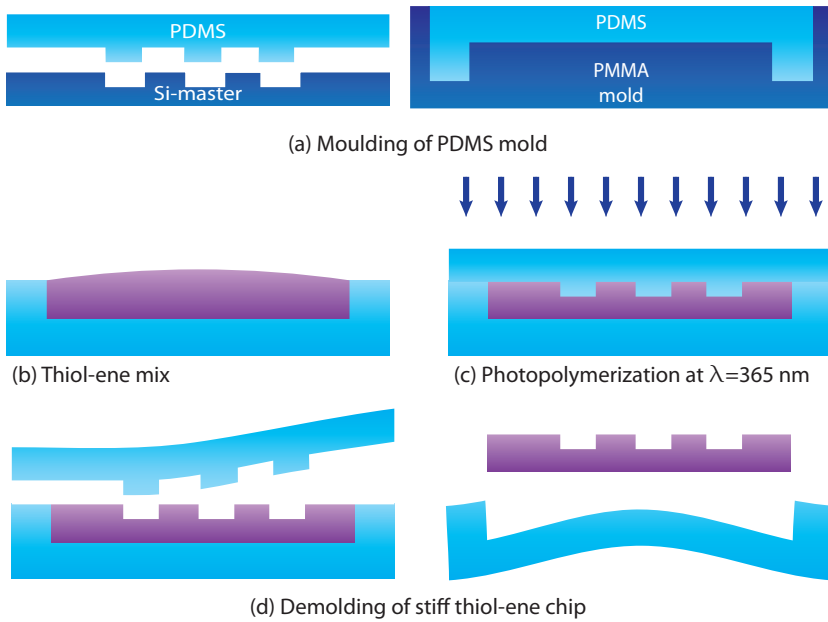 PDMS
Si-master
PDMS
PMMA
mold
(a) Moulding of PDMS mold
(b) Thiol-ene mix
(c) Photopolymerization at λ=365 nm
(d) Demolding of stiff thiol-ene chip